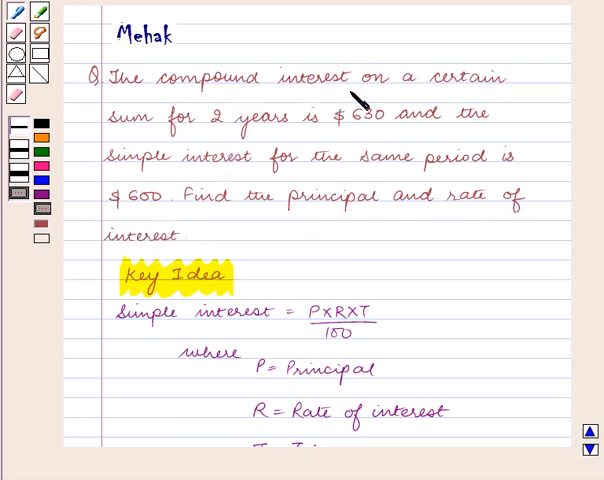 Mehak
Q. The compound interest on a certain
sum for 2 years is $ 630 and the
simple interest for the same period is
$ 600. Find the principal and rate of
interest.
Key Idea
Simple interest = PXRXT
100
where
P = Principal
R = Rate of interest